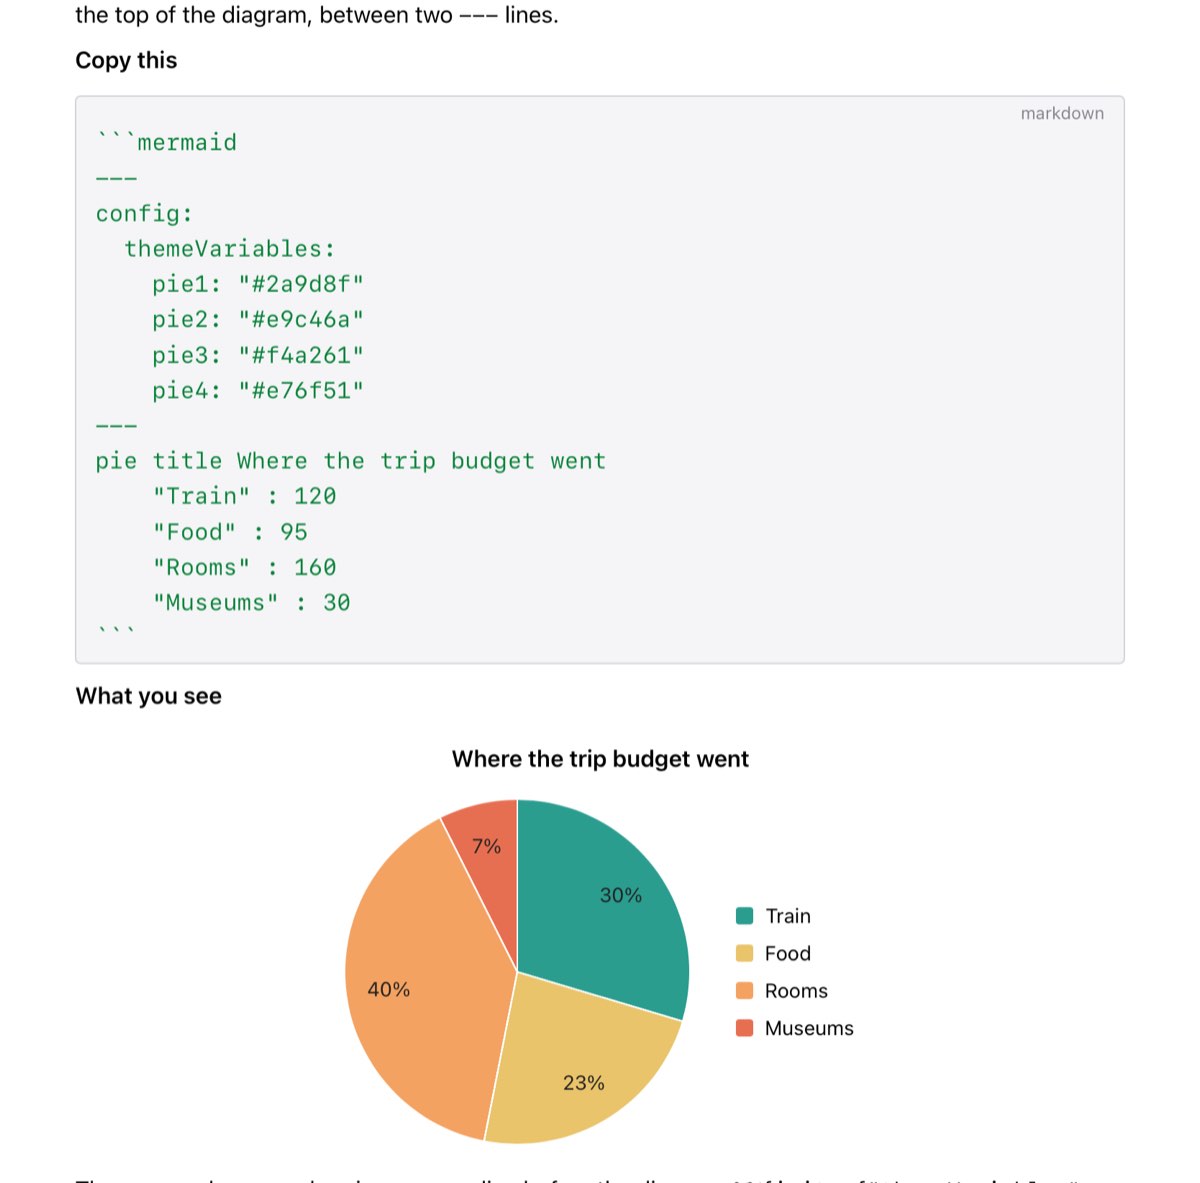 the top of the diagram, between two --- lines.
Copy this
markdown
```mermaid
---
config:
  themeVariables:
    pie1: "#2a9d8f"
    pie2: "#e9c46a"
    pie3: "#f4a261"
    pie4: "#e76f51"
---
pie title Where the trip budget went
    "Train" : 120
    "Food" : 95
    "Rooms" : 160
    "Museums" : 30
```
What you see
Where the trip budget went
7%
30%
40%
23%
Train
Food
Rooms
Museums